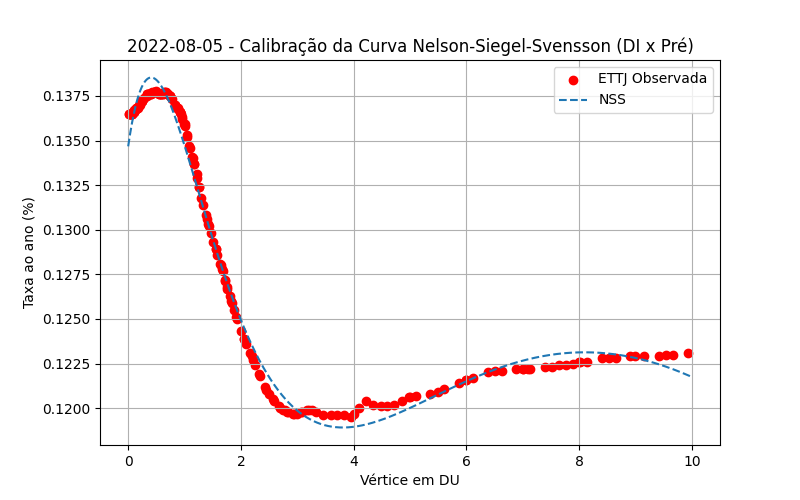 2022-08-05 - Calibração da Curva Nelson-Siegel-Svensson (DI x Pré)
ETTJ Observada
NSS
Taxa ao ano (%)
0.1375
0.1350
0.1325
0.1300
0.1275
0.1250
0.1225
0.1200
0 2 4 6 8 10
Vértice em DU